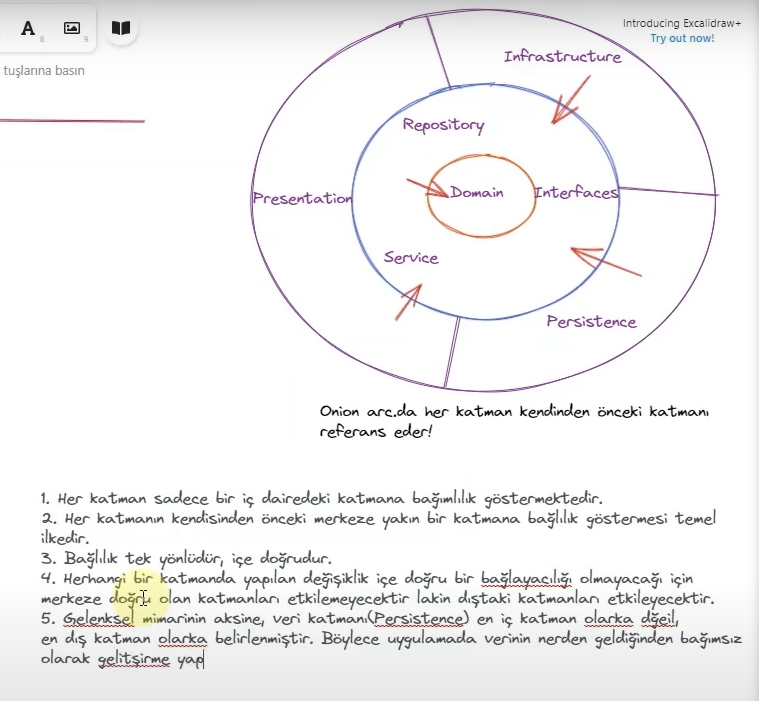 A
8
9
Introducing Excalidraw+
Try out now!
tuşlarına basın
Infrastructure
Repository
Presentation
Domain
Interfaces
Service
Persistence
Onion arc.da her katman kendinden önceki katmanı
referans eder!
1. Her katman sadece bir iç dairedeki katmana bağımlılık göstermektedir.
2. Her katmanın kendisinden önceki merkeze yakın bir katmana bağlılık göstermesi temel
ilkedir.
3. Bağlılık tek yönlüdür, içe doğrudur.
4. Herhangi bir katmanda yapılan değişiklik içe doğru bir bağlayacılığı olmayacağı için
merkeze doğru olan katmanları etkilemeyecektir lakin dıştaki katmanları etkileyecektir.
5. Gelenksel mimarinin aksine, veri katmanı(Persistence) en iç katman olarka dğeil,
en dış katman olarka belirlenmiştir. Böylece uygulamada verinin nerden geldiğinden bağımsız
olarak gelitşirme yap